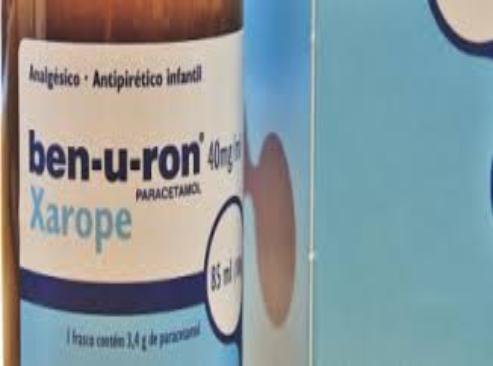 Analgésico · Antipirético infantil
ben-u-ron® 40mg/ml
PARACETAMOL
Xarope
85 ml
1 frasco contém 3,4 g de paracetamol